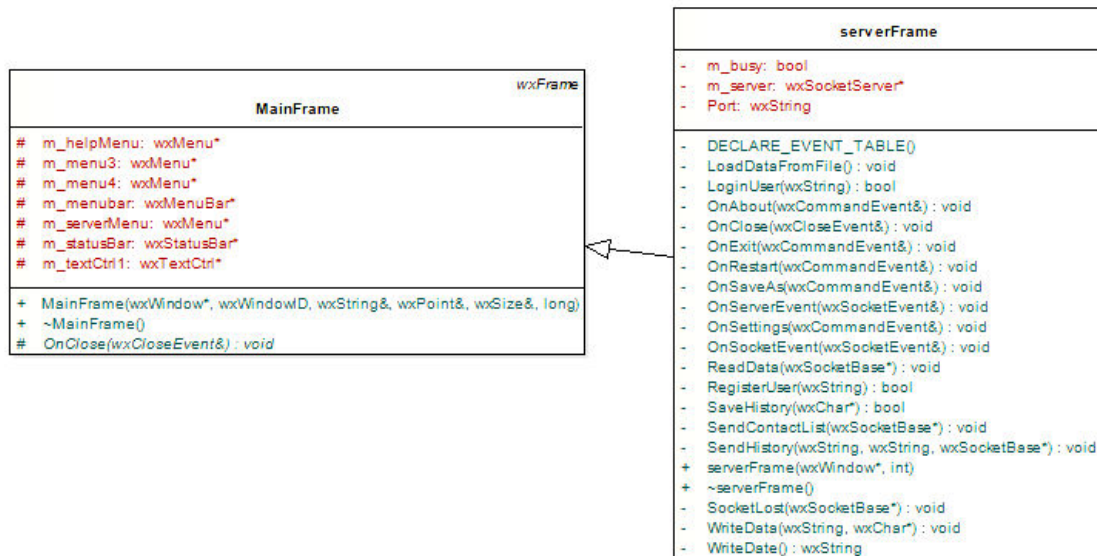 wxFrame
MainFrame
# m_helpMenu: wxMenu*
# m_menu3: wxMenu*
# m_menu4: wxMenu*
# m_menubar: wxMenuBar*
# m_serverMenu: wxMenu*
# m_statusBar: wxStatusBar*
# m_textCtrl1: wxTextCtrl*
+ MainFrame(wxWindow*, wxWindowID, wxString&, wxPoint&, wxSize&, long)
+ ~MainFrame()
# OnClose(wxCloseEvent&) : void
serverFrame
- m_busy: bool
- m_server: wxSocketServer*
- Port: wxString
- DECLARE_EVENT_TABLE()
- LoadDataFromFile() : void
- LoginUser(wxString) : bool
- OnAbout(wxCommandEvent&) : void
- OnClose(wxCloseEvent&) : void
- OnExit(wxCommandEvent&) : void
- OnRestart(wxCommandEvent&) : void
- OnSaveAs(wxCommandEvent&) : void
- OnServerEvent(wxSocketEvent&) : void
- OnSettings(wxCommandEvent&) : void
- OnSocketEvent(wxSocketEvent&) : void
- ReadData(wxSocketBase*) : void
- RegisterUser(wxString) : bool
- SaveHistory(wxChar*) : bool
- SendContactList(wxSocketBase*) : void
- SendHistory(wxString, wxString, wxSocketBase*) : void
+ serverFrame(wxWindow*, int)
+ ~serverFrame()
- SocketLost(wxSocketBase*) : void
- WriteData(wxString, wxChar*) : void
- WriteDate() : wxString